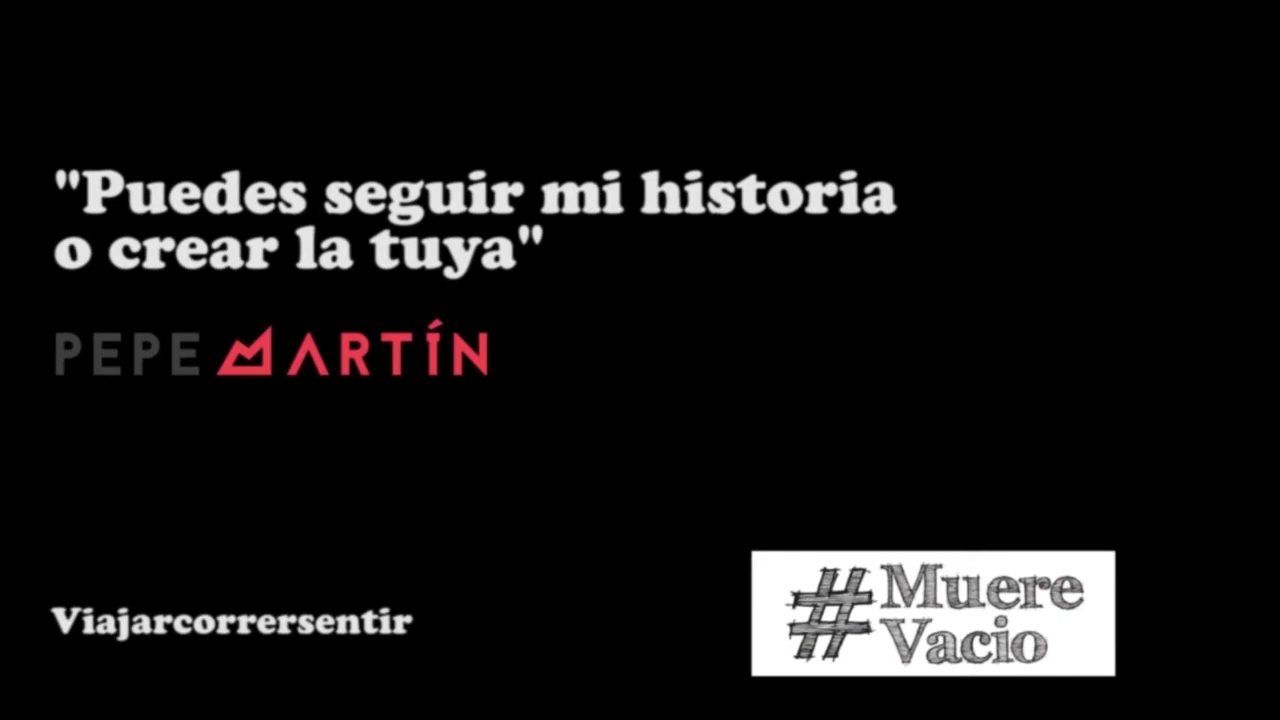 "Puedes seguir mi historia
o crear la tuya"
PEPE MARTÍN
Viajarcorrersentir
#Muere
Vacio